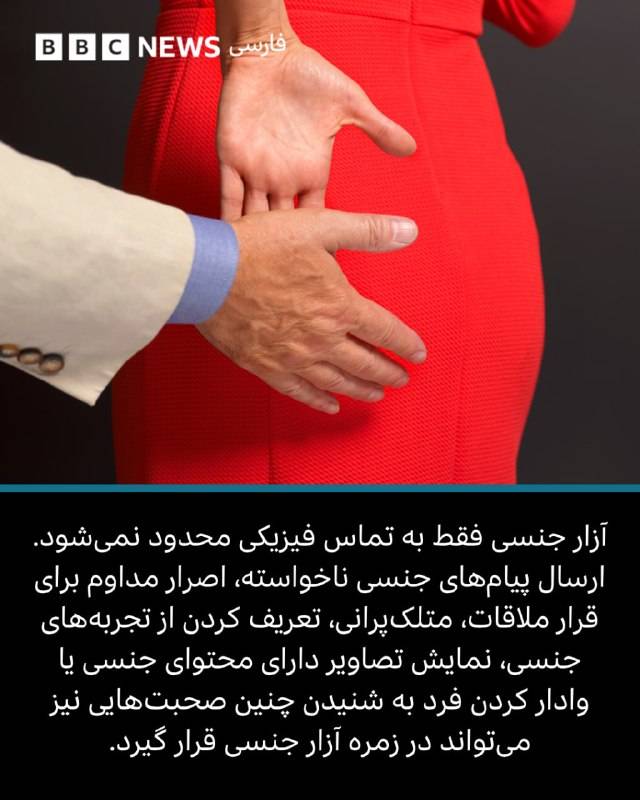 BBC NEWS فارسی
آزار جنسی فقط به تماس فیزیکی محدود نمی‌شود.
ارسال پیام‌های جنسی ناخواسته، اصرار مداوم برای
قرار ملاقات، متلک‌پرانی، تعریف کردن از تجربه‌های
جنسی، نمایش تصاویر دارای محتوای جنسی یا
وادار کردن فرد به شنیدن چنین صحبت‌هایی نیز
می‌تواند در زمره آزار جنسی قرار گیرد.